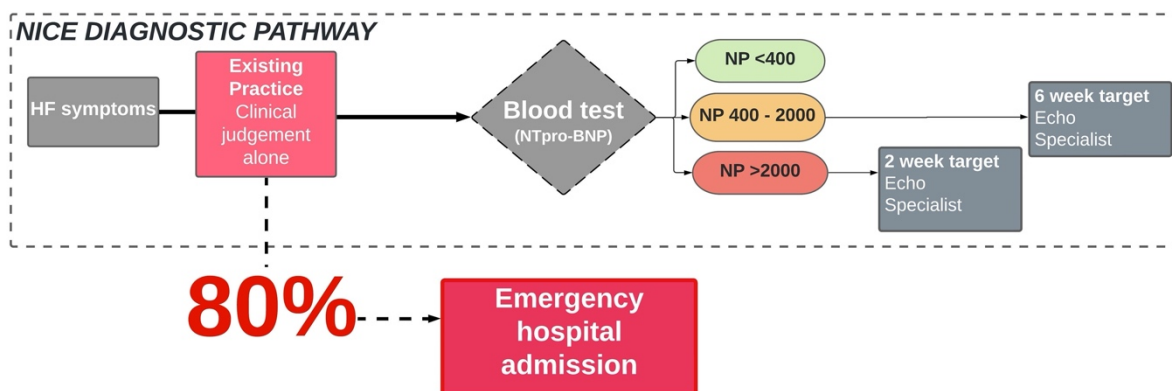 NICE DIAGNOSTIC PATHWAY
HF symptoms
Existing
Practice
Clinical
judgement
alone
Blood test
(NTpro-BNP)
NP <400
NP 400 - 2000
NP >2000
6 week target
Echo
Specialist
2 week target
Echo
Specialist
80%
Emergency
hospital
admission